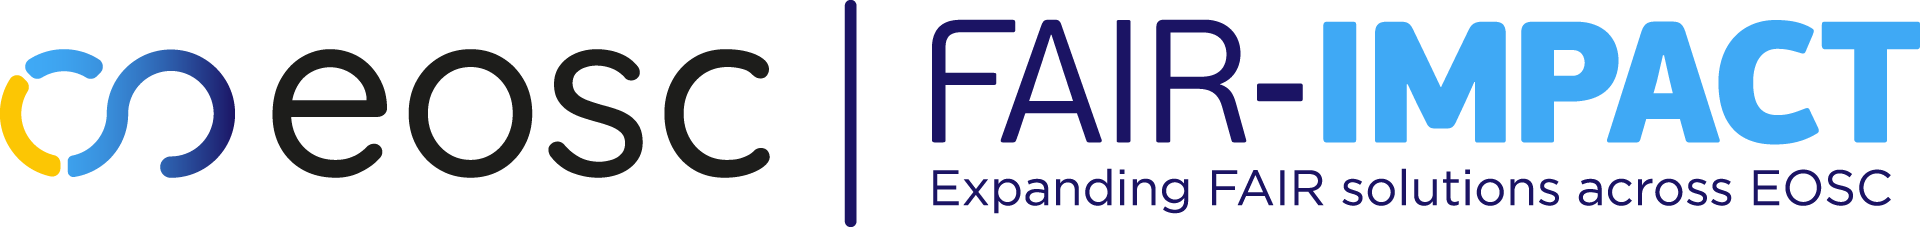 eosc
FAIR-IMPACT
Expanding FAIR solutions across EOSC